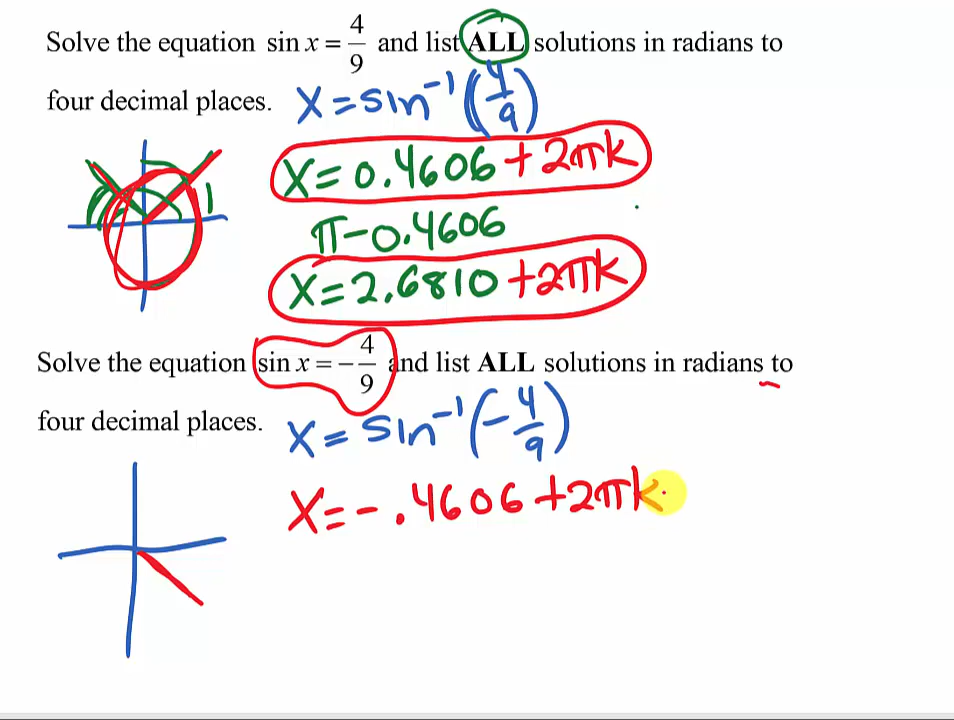 Solve the equation sin x = 4/9 and list ALL solutions in radians to
four decimal places. x = sin⁻¹(4/9)
x = 0.4606 + 2πk
π - 0.4606
x = 2.6810 + 2πk
Solve the equation sin x = -4/9 and list ALL solutions in radians to
four decimal places. x = sin⁻¹(-4/9)
x = -.4606 + 2πk